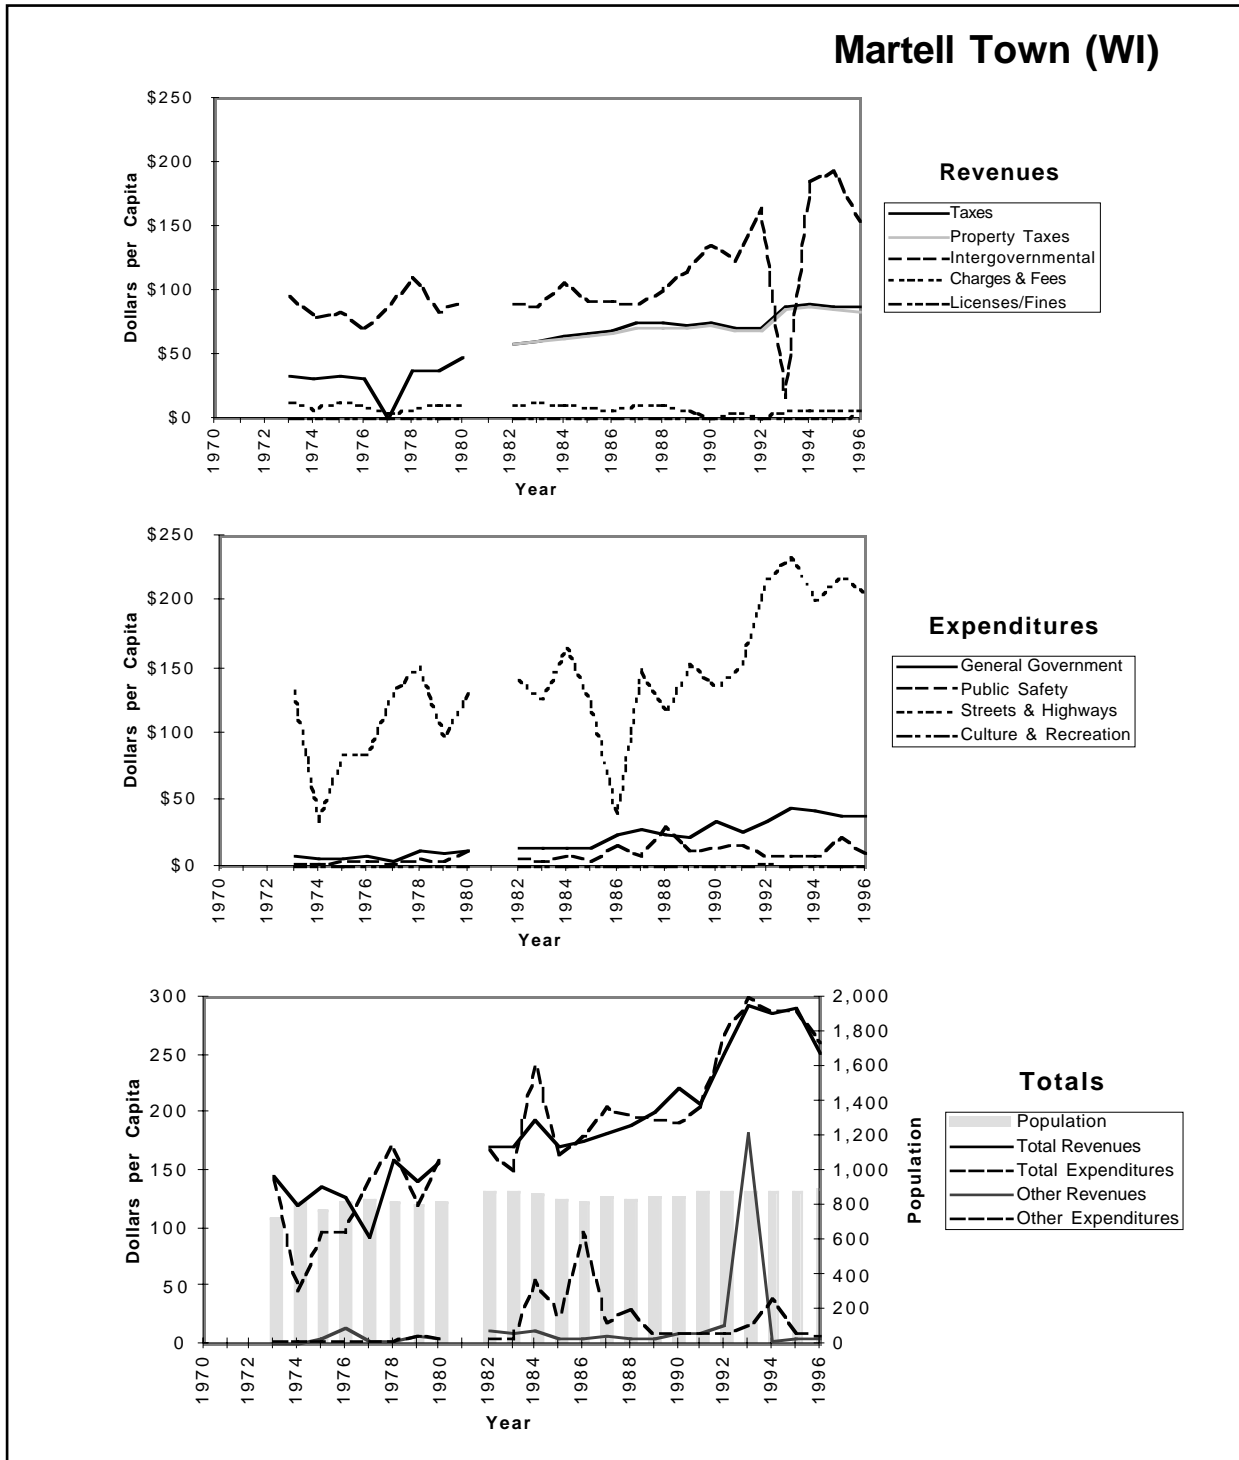 Martell Town (WI)
$250
$200
$150
$100
$50
$0
Dollars per Capita
1970
1972
1974
1976
1978
1980
1982
1984
1986
1988
1990
1992
1994
1996
Year
Revenues
Taxes
Property Taxes
Intergovernmental
Charges & Fees
Licenses/Fines
$250
$200
$150
$100
$50
$0
Dollars per Capita
1970
1972
1974
1976
1978
1980
1982
1984
1986
1988
1990
1992
1994
1996
Year
Expenditures
General Government
Public Safety
Streets & Highways
Culture & Recreation
300
250
200
150
100
50
0
Dollars per Capita
2,000
1,800
1,600
1,400
1,200
1,000
800
600
400
200
0
Population
1970
1972
1974
1976
1978
1980
1982
1984
1986
1988
1990
1992
1994
1996
Year
Totals
Population
Total Revenues
Total Expenditures
Other Revenues
Other Expenditures